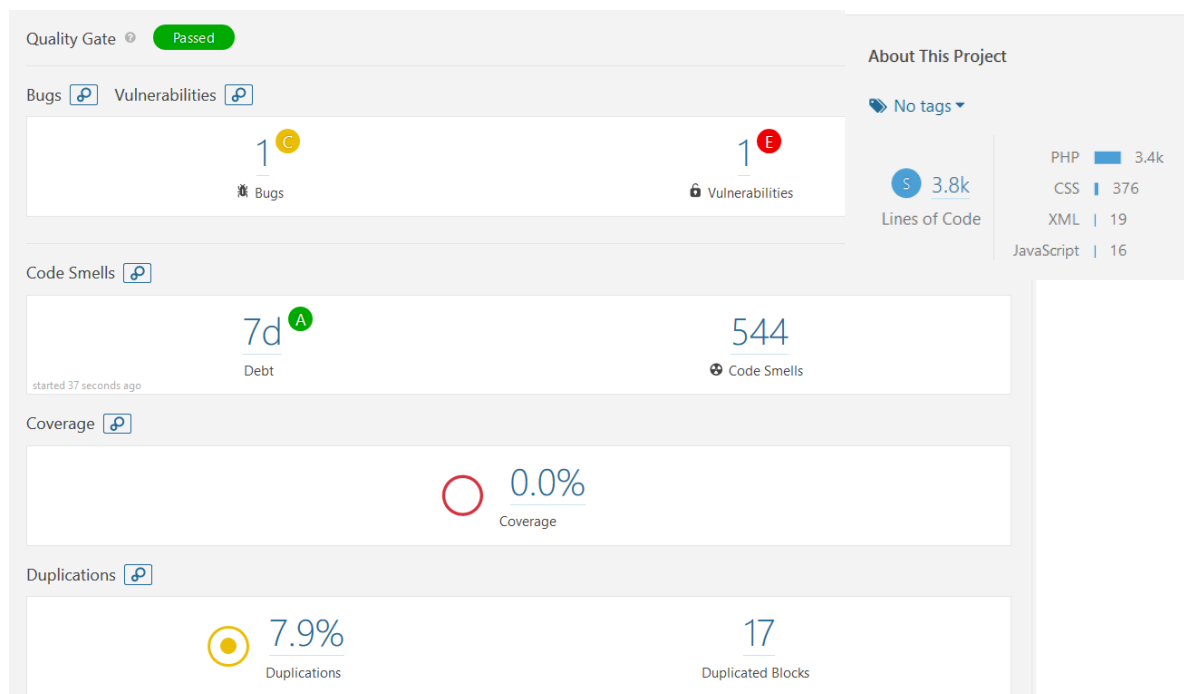 Quality Gate ? Passed
Bugs Vulnerabilities
1 C
Bugs
1 E
Vulnerabilities
About This Project
No tags
S 3.8k
Lines of Code
PHP 3.4k
CSS 376
XML 19
JavaScript 16
Code Smells
7d A
Debt
started 37 seconds ago
544
Code Smells
Coverage
0.0%
Coverage
Duplications
7.9%
Duplications
17
Duplicated Blocks